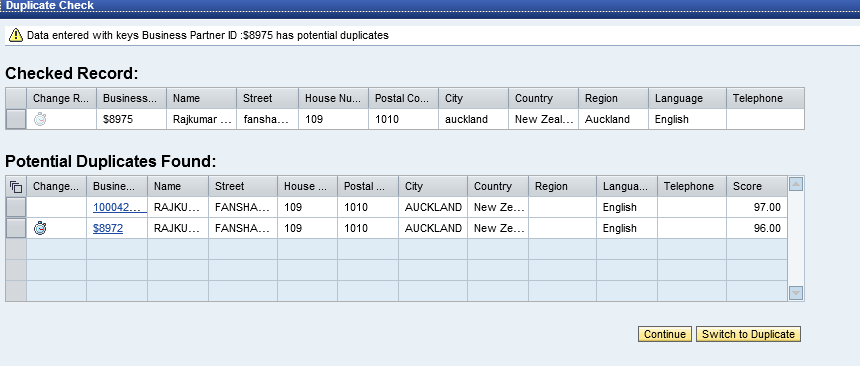 Duplicate Check
Data entered with keys Business Partner ID :$8975 has potential duplicates
Checked Record:
Change R... Business... Name Street House Nu... Postal Co... City Country Region Language Telephone
$8975 Rajkumar ... fansha... 109 1010 auckland New Zeal... Auckland English
Potential Duplicates Found:
Change... Busine... Name Street House ... Postal ... City Country Region Langua... Telephone Score
100042... RAJKU... FANSHA... 109 1010 AUCKLAND New Ze... English 97.00
$8972 RAJKU... FANSHA... 109 1010 AUCKLAND New Ze... English 96.00
Continue Switch to Duplicate